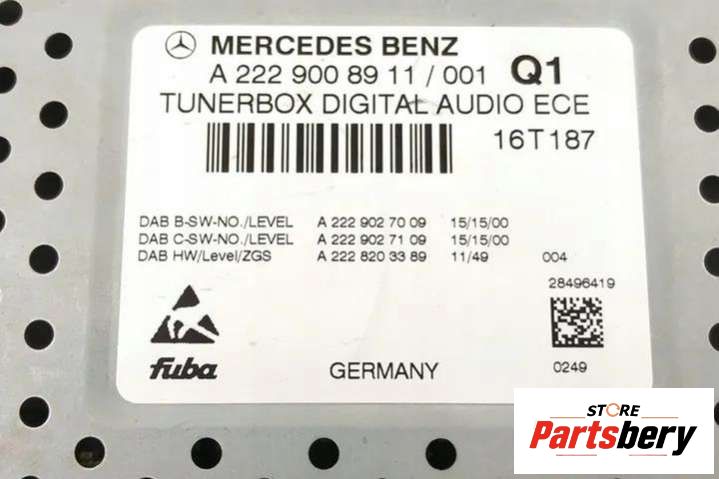 MERCEDES BENZ
A 222 900 89 11 / 001 Q1
TUNERBOX DIGITAL AUDIO ECE
16T187
DAB B-SW-NO./LEVEL A 222 902 70 09 15/15/00
DAB C-SW-NO./LEVEL A 222 902 71 09 15/15/00
DAB HW/Level/ZGS A 222 820 33 89 11/49 004
28496419
fuba GERMANY 0249
STORE
Partsbery